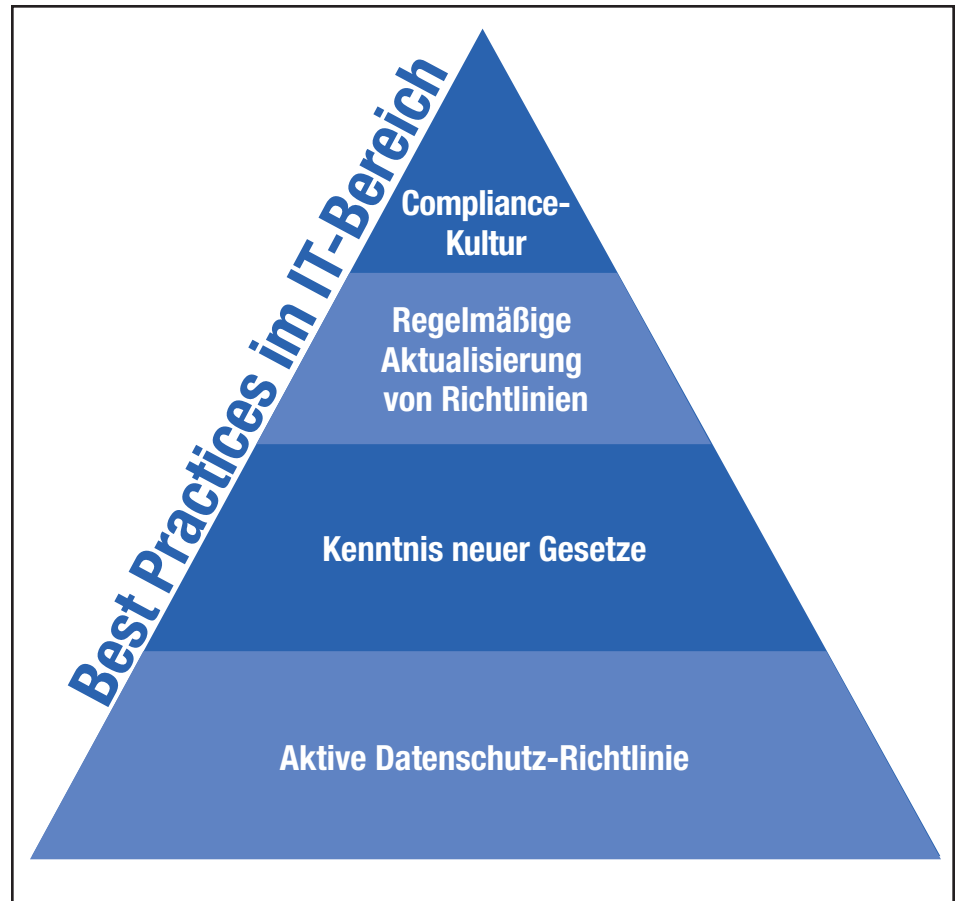 Best Practices im IT-Bereich
Compliance-
Kultur
Regelmäßige
Aktualisierung
von Richtlinien
Kenntnis neuer Gesetze
Aktive Datenschutz-Richtlinie